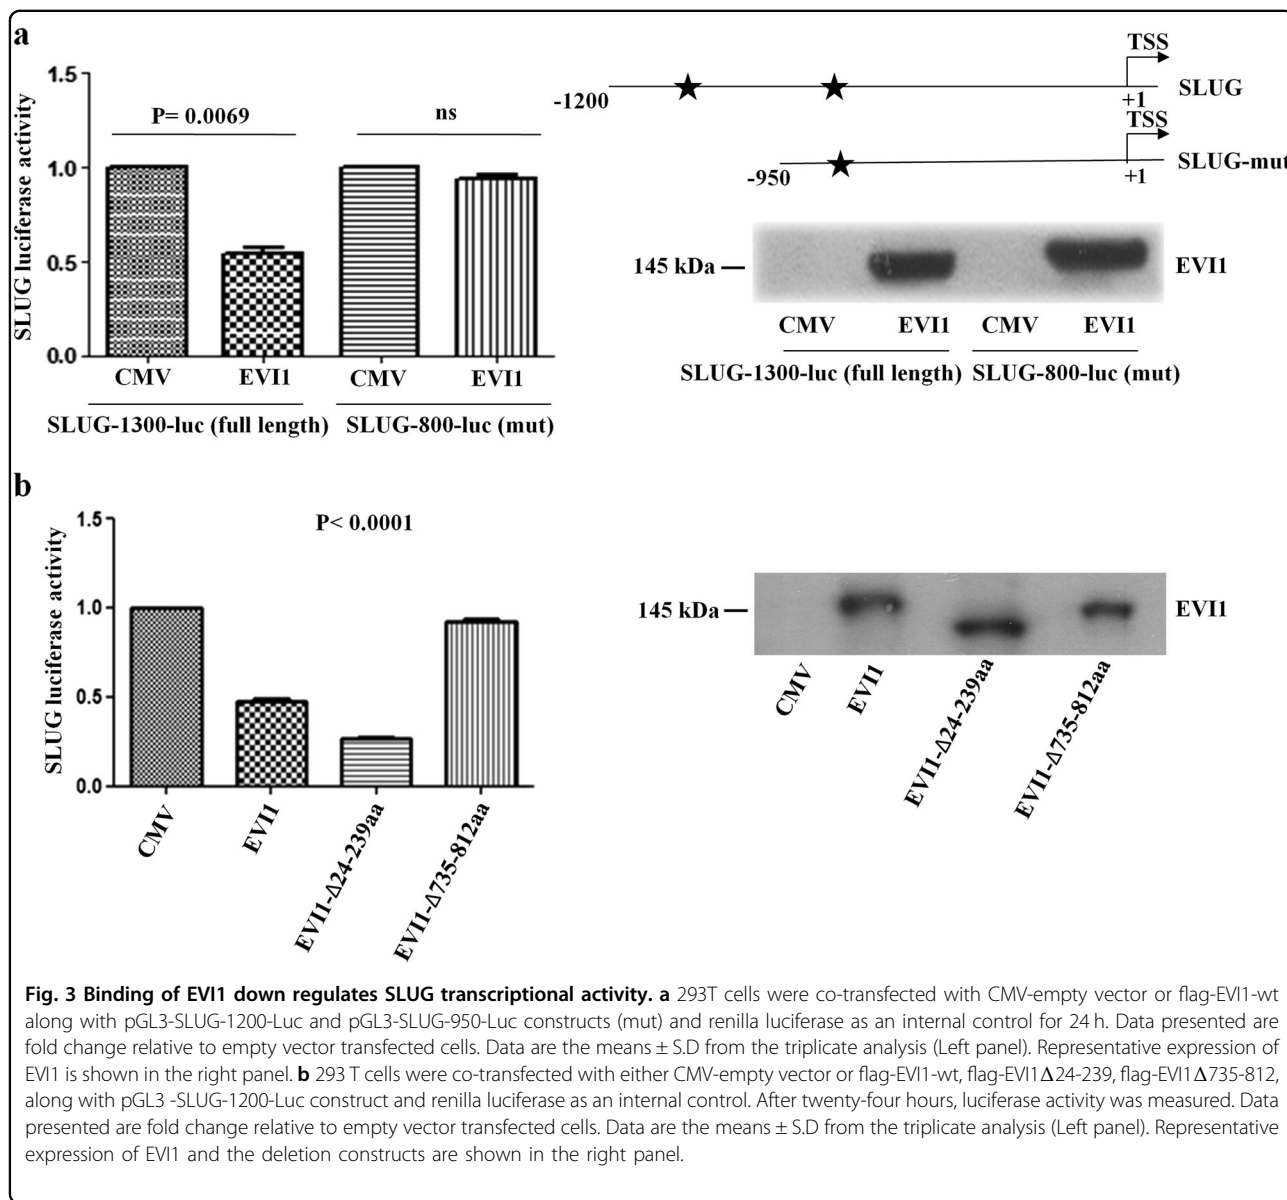 a
1.5
1.0
0.5
0.0
SLUG luciferase activity
P= 0.0069
ns
CMV
EVI1
CMV
EVI1
SLUG-1300-luc (full length)
SLUG-800-luc (mut)
TSS
-1200
+1
SLUG
TSS
-950
+1
SLUG-mut
145 kDa
EVI1
CMV
EVI1
CMV
EVI1
SLUG-1300-luc (full length)
SLUG-800-luc (mut)
b
1.5
1.0
0.5
0.0
SLUG luciferase activity
P< 0.0001
CMV
EVI1
EVI1-Δ24-239aa
EVI1-Δ735-812aa
145 kDa
EVI1
CMV
EVI1
EVI1-Δ24-239aa
EVI1-Δ735-812aa
Fig. 3 Binding of EVI1 down regulates SLUG transcriptional activity. a 293T cells were co-transfected with CMV-empty vector or flag-EVI1-wt
along with pGL3-SLUG-1200-Luc and pGL3-SLUG-950-Luc constructs (mut) and renilla luciferase as an internal control for 24 h. Data presented are
fold change relative to empty vector transfected cells. Data are the means ± S.D from the triplicate analysis (Left panel). Representative expression of
EVI1 is shown in the right panel. b 293 T cells were co-transfected with either CMV-empty vector or flag-EVI1-wt, flag-EVI1Δ24-239, flag-EVI1Δ735-812,
along with pGL3 -SLUG-1200-Luc construct and renilla luciferase as an internal control. After twenty-four hours, luciferase activity was measured. Data
presented are fold change relative to empty vector transfected cells. Data are the means ± S.D from the triplicate analysis (Left panel). Representative
expression of EVI1 and the deletion constructs are shown in the right panel.